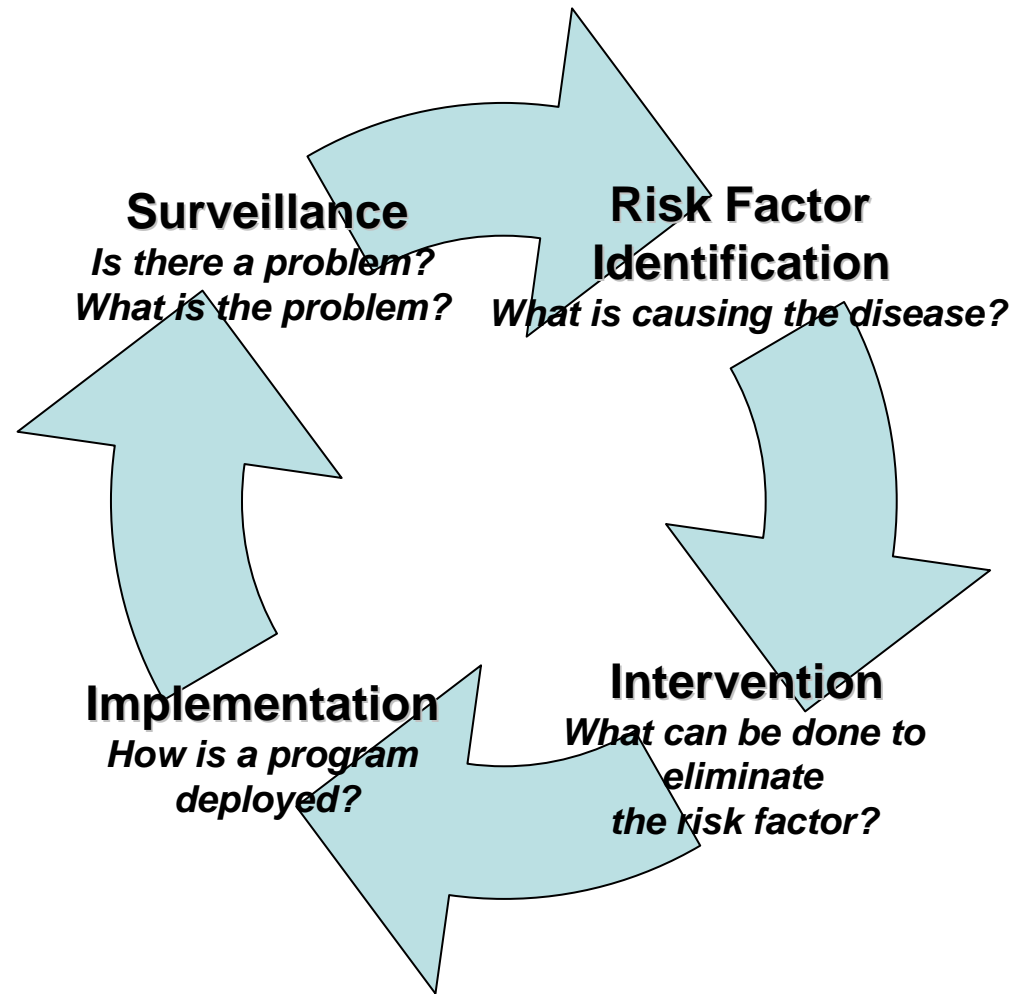 Surveillance
Is there a problem?
What is the problem?
Risk Factor
Identification
What is causing the disease?
Intervention
What can be done to
eliminate
the risk factor?
Implementation
How is a program
deployed?